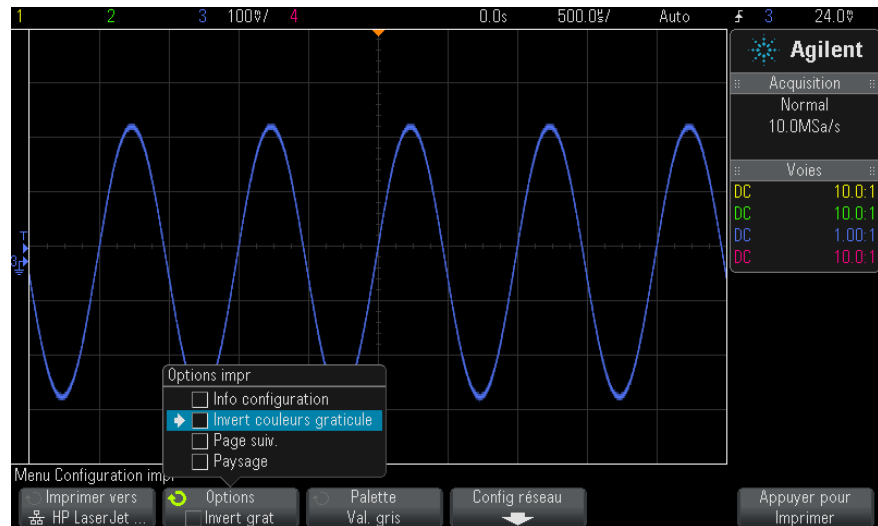 1 2 3 100▽/ 4 0.0s 500.0▽/ Auto 3 24.0▽
Agilent
Acquisition
Normal
10.0MSa/s
Voies
DC 10.0:1
DC 10.0:1
DC 1.00:1
DC 10.0:1
T
3
Options impr
Info configuration
Invert couleurs graticule
Page suiv.
Paysage
Menu Configuration impr
Imprimer vers
HP LaserJet ...
Options
Invert grat
Palette
Val. gris
Config réseau
Appuyer pour
Imprimer